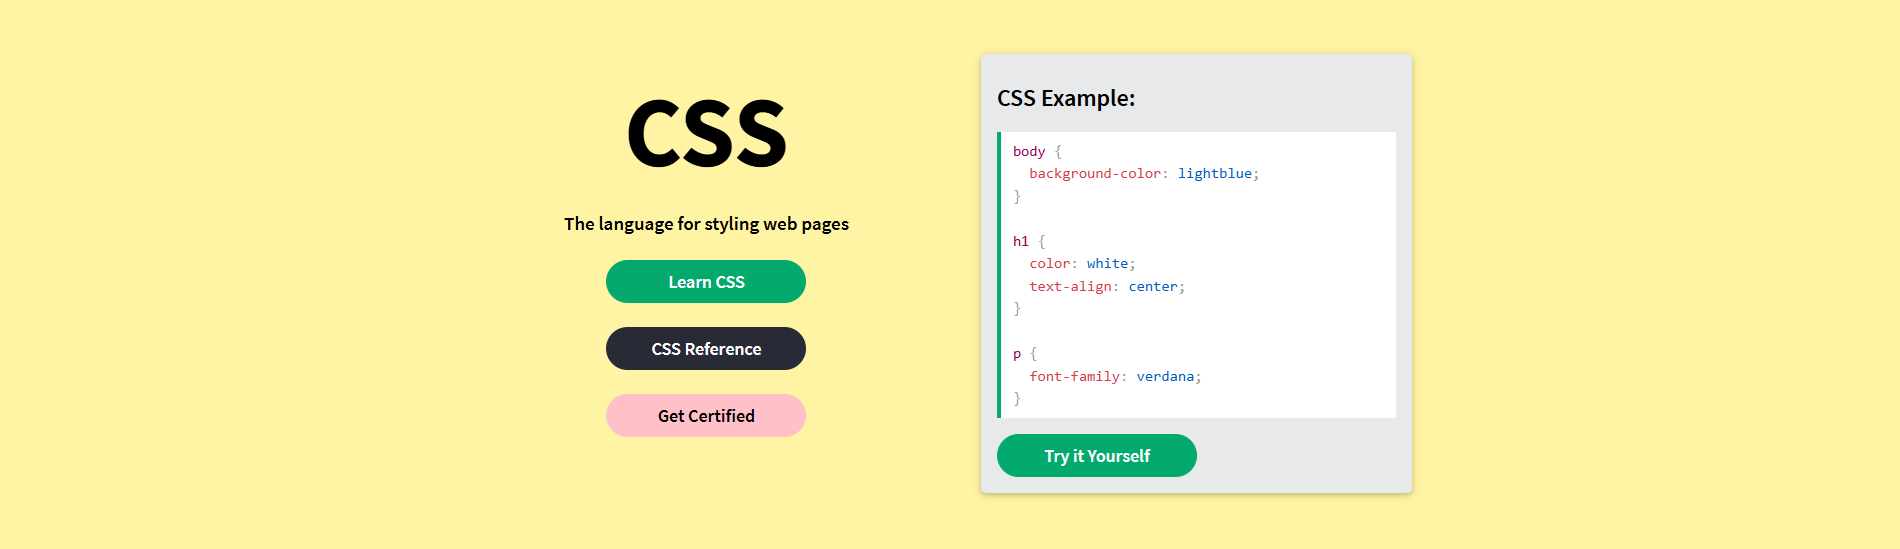 CSS
The language for styling web pages
Learn CSS
CSS Reference
Get Certified
CSS Example:
body {
  background-color: lightblue;
}
h1 {
  color: white;
  text-align: center;
}
p {
  font-family: verdana;
}
Try it Yourself